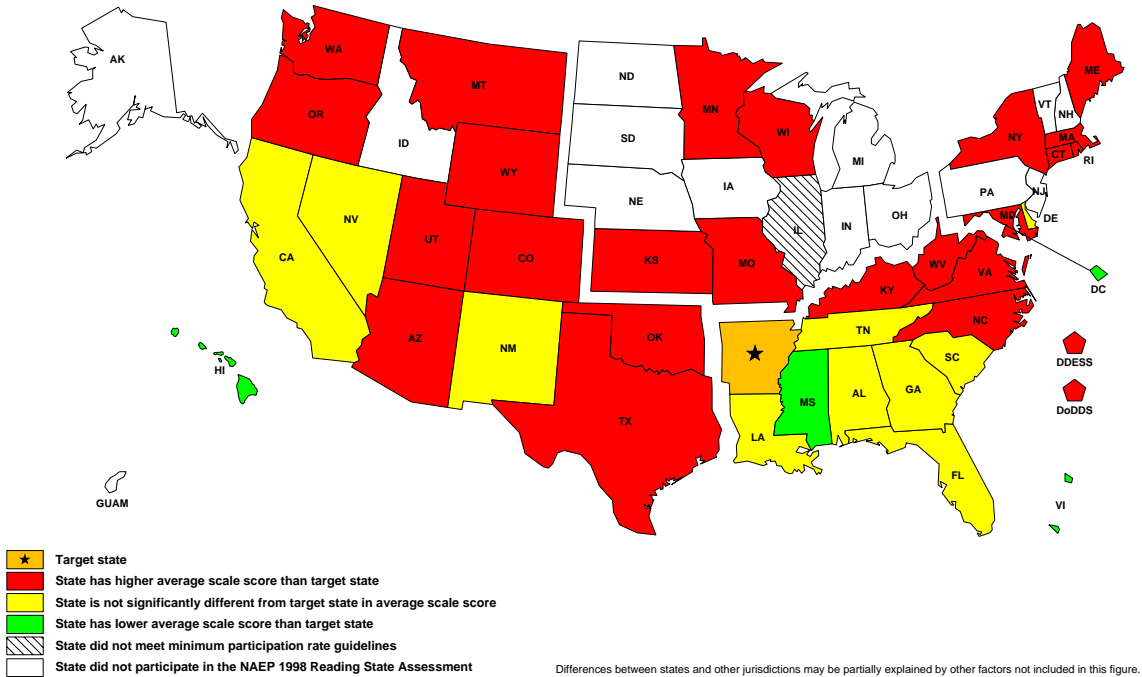 AK
WA
MT
ND
MN
ME
VT
NH
OR
ID
SD
WI
NY
MA
CT
RI
MI
WY
NE
IA
PA
NJ
NV
UT
CO
IL
IN
OH
MD
DE
CA
KS
MO
WV
VA
KY
DC
AZ
NM
OK
TN
NC
HI
SC
DDESS
TX
MS
AL
GA
DoDDS
LA
FL
GUAM
VI
Target state
State has higher average scale score than target state
State is not significantly different from target state in average scale score
State has lower average scale score than target state
State did not meet minimum participation rate guidelines
State did not participate in the NAEP 1998 Reading State Assessment
Differences between states and other jurisdictions may be partially explained by other factors not included in this figure.